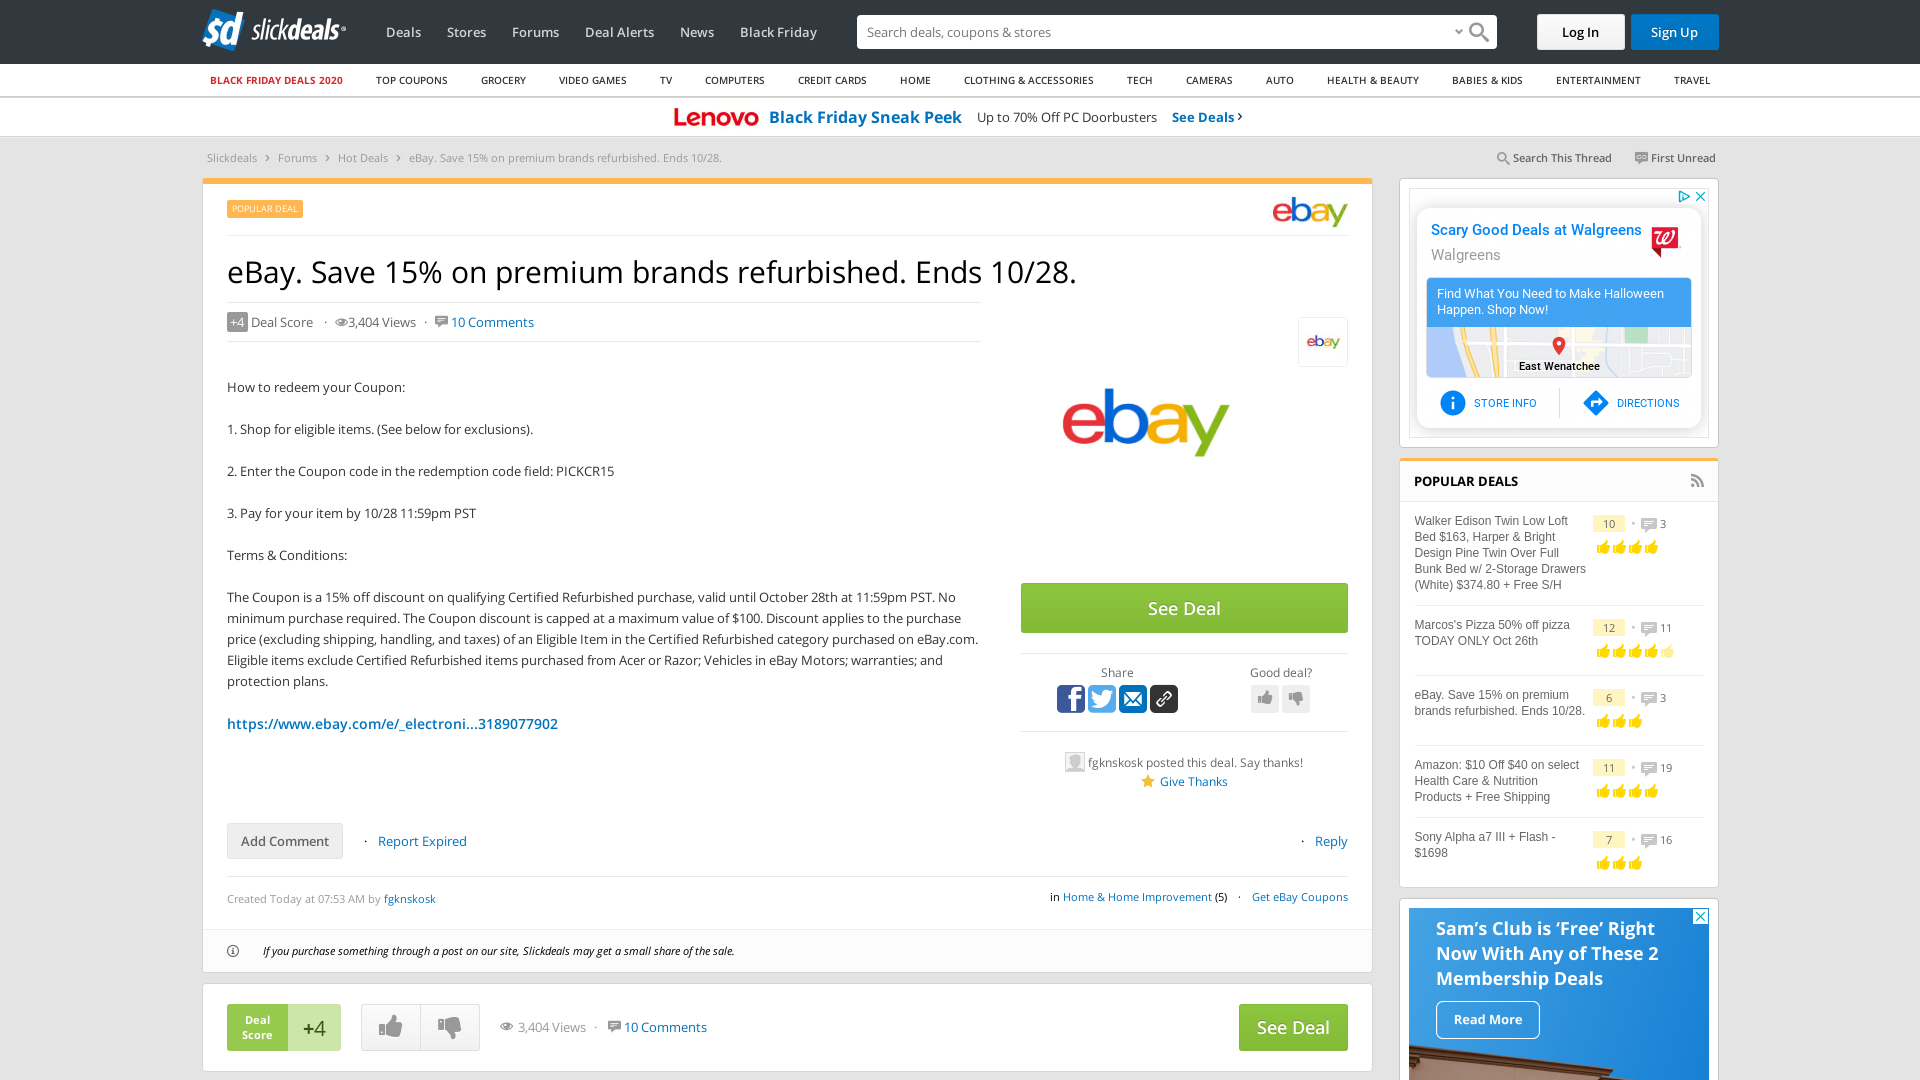 sd slickdeals
Deals
Stores
Forums
Deal Alerts
News
Black Friday
Search deals, coupons & stores
Log In
Sign Up
BLACK FRIDAY DEALS 2020
TOP COUPONS
GROCERY
VIDEO GAMES
TV
COMPUTERS
CREDIT CARDS
HOME
CLOTHING & ACCESSORIES
TECH
CAMERAS
AUTO
HEALTH & BEAUTY
BABIES & KIDS
ENTERTAINMENT
TRAVEL
Lenovo Black Friday Sneak Peek Up to 70% Off PC Doorbusters See Deals ›
Slickdeals › Forums › Hot Deals › eBay. Save 15% on premium brands refurbished. Ends 10/28.
Search This Thread
First Unread
POPULAR DEAL
ebay
eBay. Save 15% on premium brands refurbished. Ends 10/28.
+4 Deal Score · 3,404 Views · 10 Comments
ebay
ebay
How to redeem your Coupon:
1. Shop for eligible items. (See below for exclusions).
2. Enter the Coupon code in the redemption code field: PICKCR15
3. Pay for your item by 10/28 11:59pm PST
Terms & Conditions:
The Coupon is a 15% off discount on qualifying Certified Refurbished purchase, valid until October 28th at 11:59pm PST. No
minimum purchase required. The Coupon discount is capped at a maximum value of $100. Discount applies to the purchase
price (excluding shipping, handling, and taxes) of an Eligible Item in the Certified Refurbished category purchased on eBay.com.
Eligible items exclude Certified Refurbished items purchased from Acer or Razor; Vehicles in eBay Motors; warranties; and
protection plans.
https://www.ebay.com/e/_electroni...3189077902
See Deal
Share
Good deal?
fgknskosk posted this deal. Say thanks!
Give Thanks
Add Comment
· Report Expired
· Reply
Created Today at 07:53 AM by fgknskosk
in Home & Home Improvement (5) · Get eBay Coupons
If you purchase something through a post on our site, Slickdeals may get a small share of the sale.
Deal
Score
+4
3,404 Views · 10 Comments
See Deal
Scary Good Deals at Walgreens
Walgreens
W
Find What You Need to Make Halloween
Happen. Shop Now!
East Wenatchee
STORE INFO
DIRECTIONS
POPULAR DEALS
Walker Edison Twin Low Loft
Bed $163, Harper & Bright
Design Pine Twin Over Full
Bunk Bed w/ 2-Storage Drawers
(White) $374.80 + Free S/H
10 • 3
Marcos's Pizza 50% off pizza
TODAY ONLY Oct 26th
12 • 11
eBay. Save 15% on premium
brands refurbished. Ends 10/28.
6 • 3
Amazon: $10 Off $40 on select
Health Care & Nutrition
Products + Free Shipping
11 • 19
Sony Alpha a7 III + Flash -
$1698
7 • 16
Sam's Club is ‘Free’ Right
Now With Any of These 2
Membership Deals
Read More